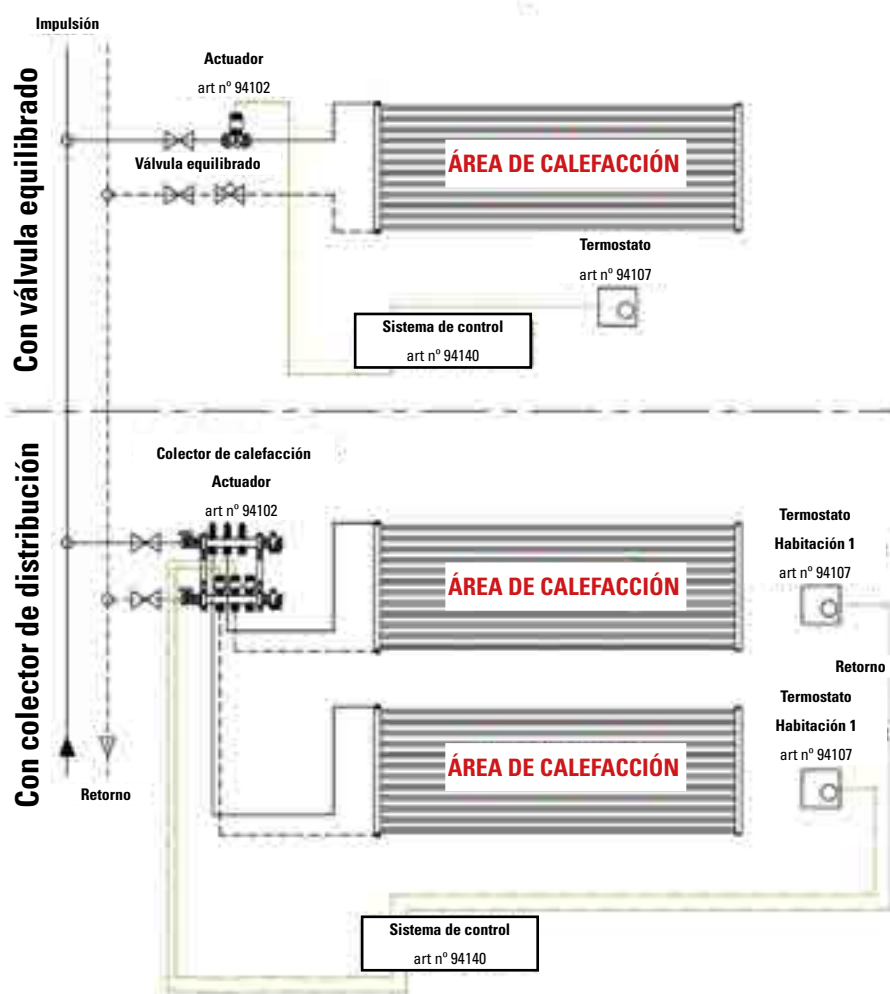 Impulsión
Con válvula equilibrado
Actuador
art nº 94102
Válvula equilibrado
ÁREA DE CALEFACCIÓN
Termostato
art nº 94107
Sistema de control
art nº 94140
Con colector de distribución
Colector de calefacción
Actuador
art nº 94102
ÁREA DE CALEFACCIÓN
Termostato
Habitación 1
art nº 94107
Retorno
ÁREA DE CALEFACCIÓN
Termostato
Habitación 1
art nº 94107
Retorno
Sistema de control
art nº 94140